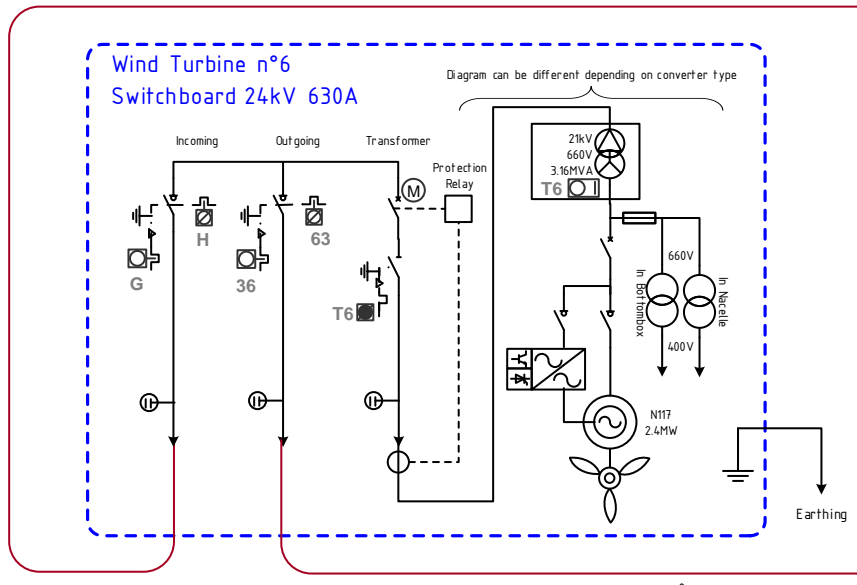 Wind Turbine n°6
Switchboard 24kV 630A
Diagram can be different depending on converter type
Incoming
Outgoing
Transformer
Protection
Relay
M
21kV
660V
3.16MVA
T6
H
63
G
36
T6
660V
In Bottombox
In Nacelle
400V
N117
2.4MW
Earthing